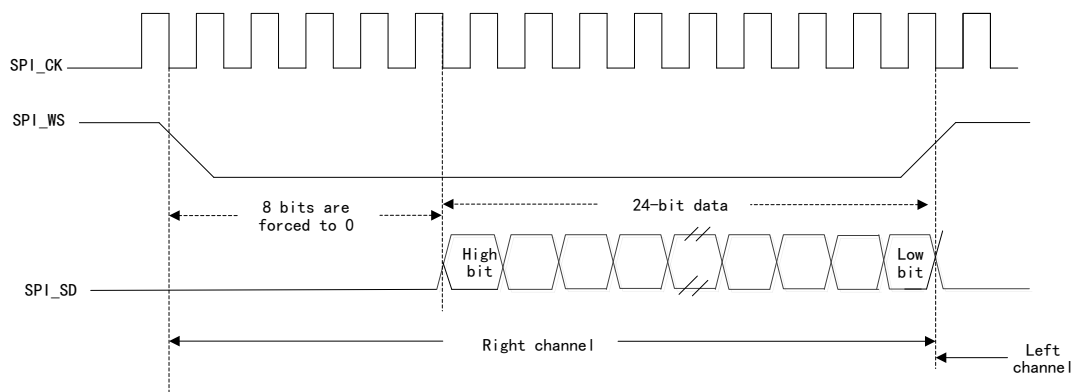 SPI_CK
SPI_WS
8 bits are
forced to 0
24-bit data
High
bit
Low
bit
SPI_SD
Right channel
Left
channel